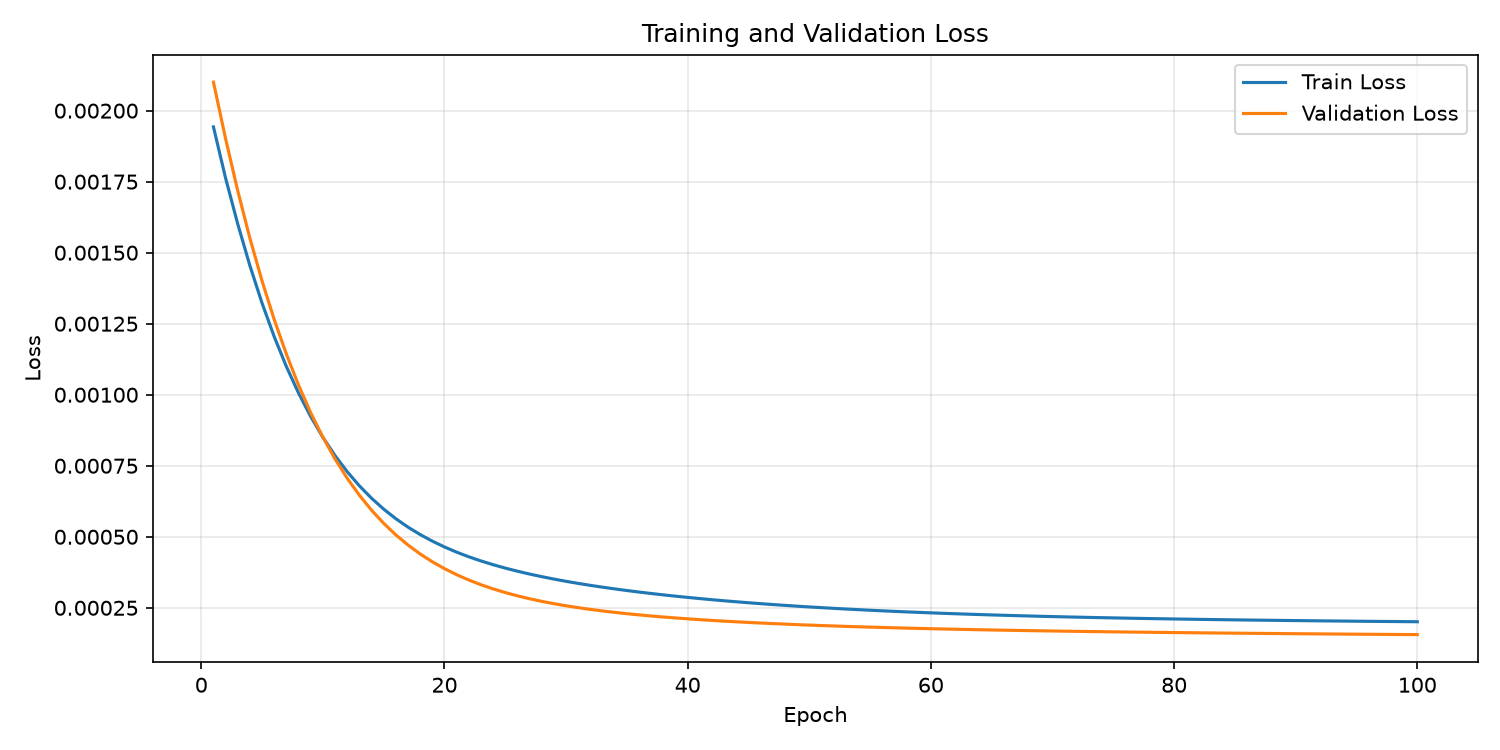 Training and Validation Loss
Train Loss
Validation Loss
0.00200
0.00175
0.00150
0.00125
0.00100
0.00075
0.00050
0.00025
Loss
0 20 40 60 80 100
Epoch